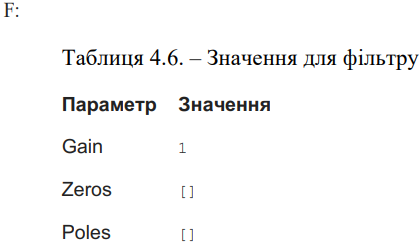 F:
Таблиця 4.6. – Значення для фільтру
Параметр Значення
Gain 1
Zeros []
Poles []